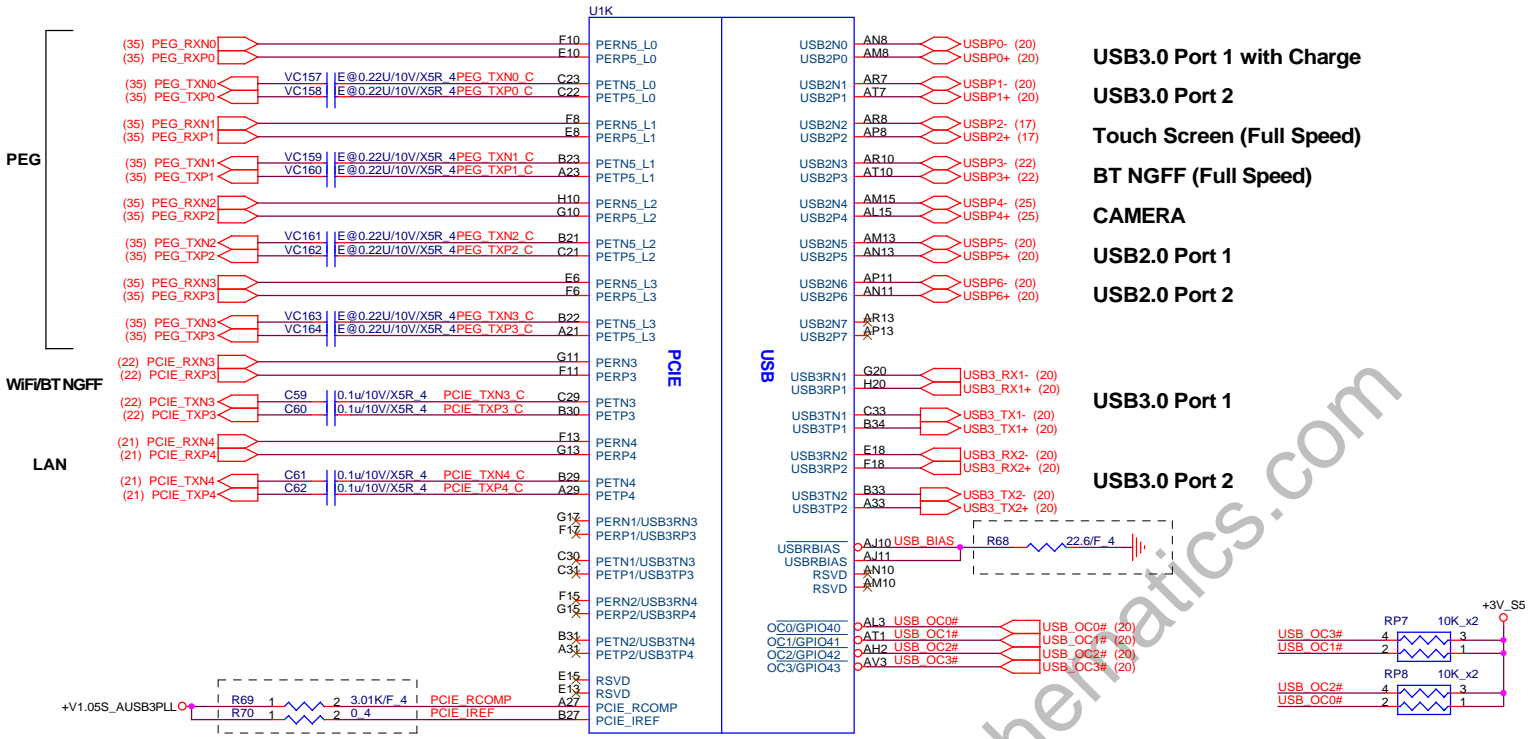 U1K
(35) PEG_RXN0 F10 PERN5_L0
(35) PEG_RXP0 E10 PERP5_L0
(35) PEG_TXN0 VC157 E@0.22U/10V/X5R_4 PEG_TXN0_C C23 PETN5_L0
(35) PEG_TXP0 VC158 E@0.22U/10V/X5R_4 PEG_TXP0_C C22 PETP5_L0
(35) PEG_RXN1 F8 PERN5_L1
(35) PEG_RXP1 E8 PERP5_L1
PEG
(35) PEG_TXN1 VC159 E@0.22U/10V/X5R_4 PEG_TXN1_C B23 PETN5_L1
(35) PEG_TXP1 VC160 E@0.22U/10V/X5R_4 PEG_TXP1_C A23 PETP5_L1
(35) PEG_RXN2 H10 PERN5_L2
(35) PEG_RXP2 G10 PERP5_L2
(35) PEG_TXN2 VC161 E@0.22U/10V/X5R_4 PEG_TXN2_C B21 PETN5_L2
(35) PEG_TXP2 VC162 E@0.22U/10V/X5R_4 PEG_TXP2_C C21 PETP5_L2
(35) PEG_RXN3 E6 PERN5_L3
(35) PEG_RXP3 F6 PERP5_L3
(35) PEG_TXN3 VC163 E@0.22U/10V/X5R_4 PEG_TXN3_C B22 PETN5_L3
(35) PEG_TXP3 VC164 E@0.22U/10V/X5R_4 PEG_TXP3_C A21 PETP5_L3
(22) PCIE_RXN3 G11 PERN3
(22) PCIE_RXP3 F11 PERP3
WiFi/BT NGFF
(22) PCIE_TXN3 C59 0.1u/10V/X5R_4 PCIE_TXN3_C C29 PETN3
(22) PCIE_TXP3 C60 0.1u/10V/X5R_4 PCIE_TXP3_C B30 PETP3
(21) PCIE_RXN4 F13 PERN4
(21) PCIE_RXP4 G13 PERP4
LAN
(21) PCIE_TXN4 C61 0.1u/10V/X5R_4 PCIE_TXN4_C B29 PETN4
(21) PCIE_TXP4 C62 0.1u/10V/X5R_4 PCIE_TXP4_C A29 PETP4
G17 PERN1/USB3RN3
F17 PERP1/USB3RP3
C30 PETN1/USB3TN3
C31 PETP1/USB3TP3
F15 PERN2/USB3RN4
G15 PERP2/USB3RP4
B31 PETN2/USB3TN4
A31 PETP2/USB3TP4
E15 RSVD
E13 RSVD
R69 1 2 3.01K/F_4 PCIE_RCOMP A27 PCIE_RCOMP
+V1.05S_AUSB3PLL R70 1 2 0_4 PCIE_IREF B27 PCIE_IREF
PCIE
USB
USB2N0 AN8 USBP0- (20)
USB2P0 AM8 USBP0+ (20)
USB3.0 Port 1 with Charge
USB2N1 AR7 USBP1- (20)
USB2P1 AT7 USBP1+ (20)
USB3.0 Port 2
USB2N2 AR8 USBP2- (17)
USB2P2 AP8 USBP2+ (17)
Touch Screen (Full Speed)
USB2N3 AR10 USBP3- (22)
USB2P3 AT10 USBP3+ (22)
BT NGFF (Full Speed)
USB2N4 AM15 USBP4- (25)
USB2P4 AL15 USBP4+ (25)
CAMERA
USB2N5 AM13 USBP5- (20)
USB2P5 AN13 USBP5+ (20)
USB2.0 Port 1
USB2N6 AP11 USBP6- (20)
USB2P6 AN11 USBP6+ (20)
USB2.0 Port 2
USB2N7 AR13
USB2P7 AP13
USB3RN1 G20 USB3_RX1- (20)
USB3RP1 H20 USB3_RX1+ (20)
USB3.0 Port 1
USB3TN1 C33 USB3_TX1- (20)
USB3TP1 B34 USB3_TX1+ (20)
USB3RN2 E18 USB3_RX2- (20)
USB3RP2 F18 USB3_RX2+ (20)
USB3.0 Port 2
USB3TN2 B33 USB3_TX2- (20)
USB3TP2 A33 USB3_TX2+ (20)
USBRBIAS AJ10 USB_BIAS R68 22.6/F_4
USBRBIAS AJ11
RSVD AN10
RSVD AM10
OC0/GPIO40 AL3 USB_OC0# USB_OC0# (20)
OC1/GPIO41 AT1 USB_OC1# USB_OC1# (20)
OC2/GPIO42 AH2 USB_OC2# USB_OC2# (20)
OC3/GPIO43 AV3 USB_OC3# USB_OC3# (20)
+3V_S5
RP7 10K_x2
USB_OC3# 4 3
USB_OC1# 2 1
RP8 10K_x2
USB_OC2# 4 3
USB_OC0# 2 1
hematics.com